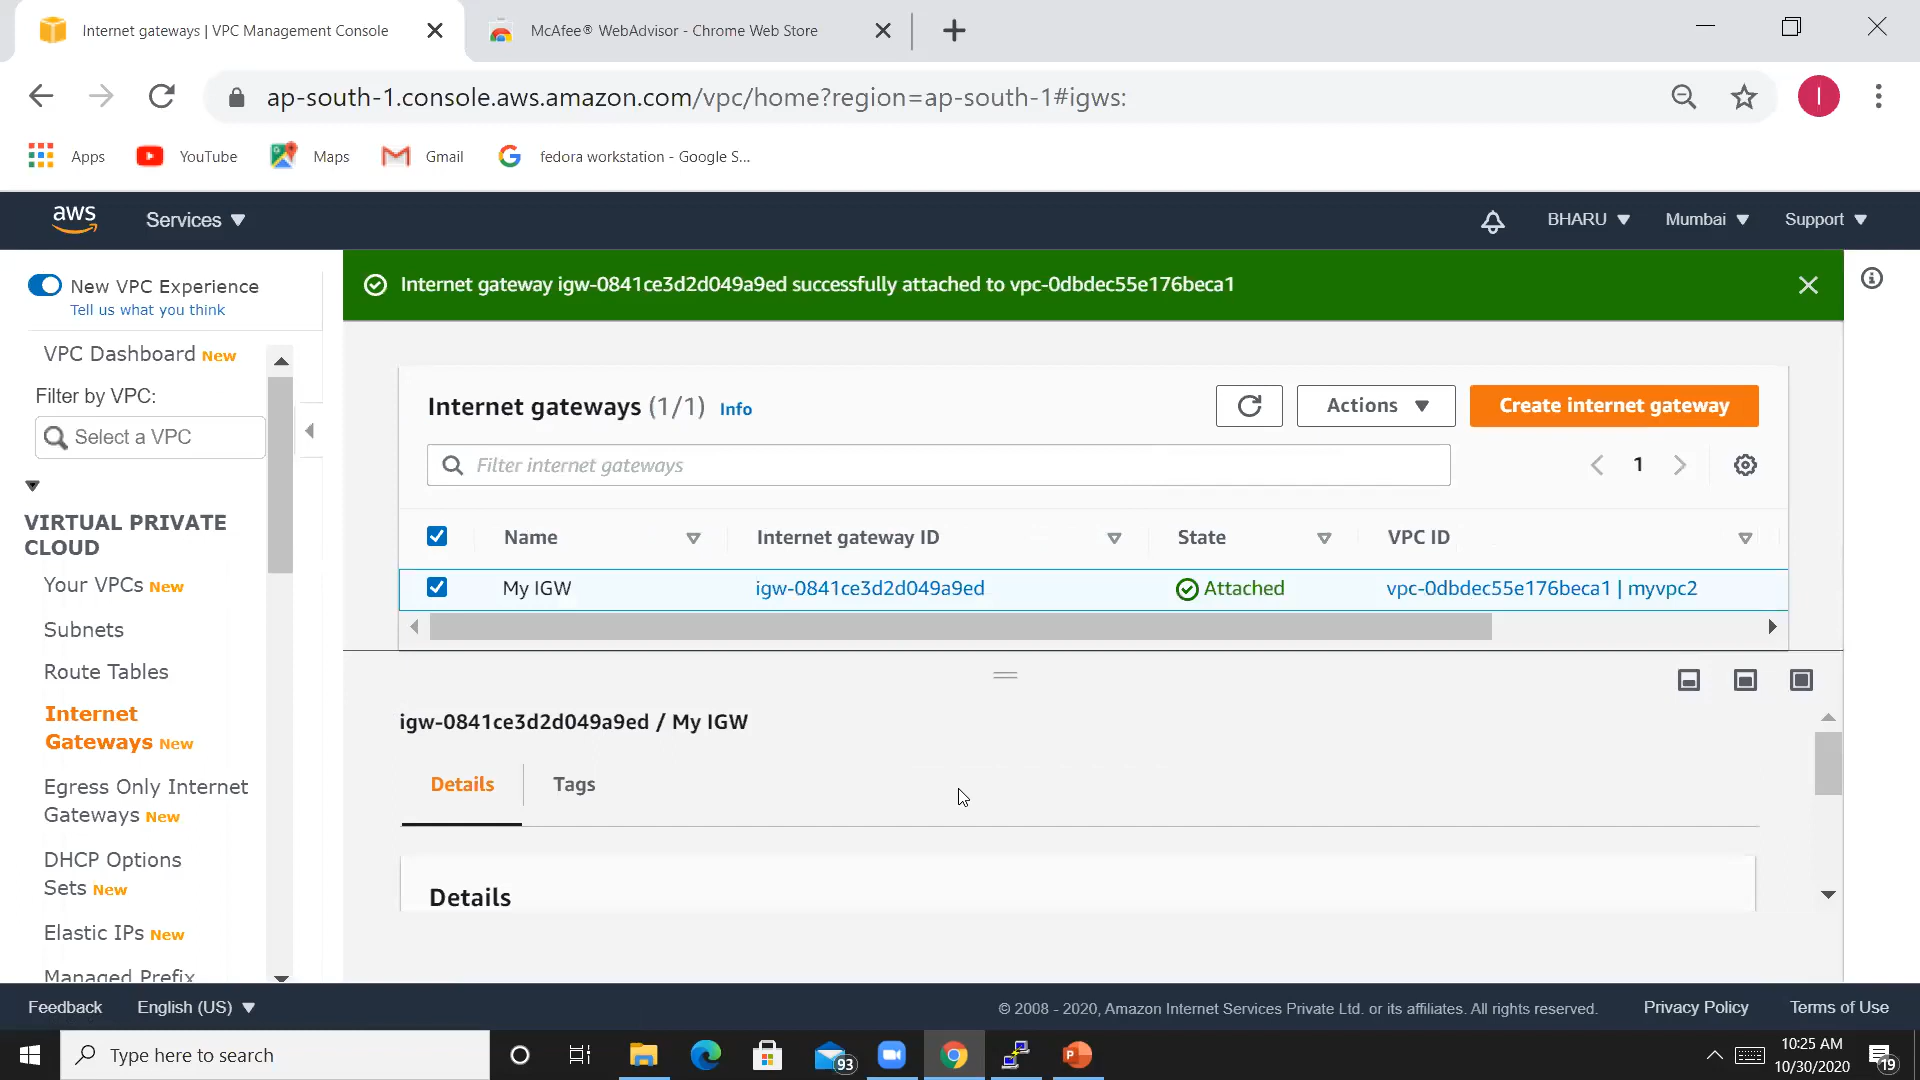 Internet gateways | VPC Management Console
McAfee® WebAdvisor - Chrome Web Store
ap-south-1.console.aws.amazon.com/vpc/home?region=ap-south-1#igws:
I
Apps
YouTube
Maps
Gmail
fedora workstation - Google S...
aws
Services
BHARU
Mumbai
Support
New VPC Experience
Tell us what you think
VPC Dashboard New
Filter by VPC:
Select a VPC
VIRTUAL PRIVATE
CLOUD
Your VPCs New
Subnets
Route Tables
Internet
Gateways New
Egress Only Internet
Gateways New
DHCP Options
Sets New
Elastic IPs New
Managed Prefix
Internet gateway igw-0841ce3d2d049a9ed successfully attached to vpc-0dbdec55e176beca1
Internet gateways (1/1) Info
Actions
Create internet gateway
Filter internet gateways
1
Name
Internet gateway ID
State
VPC ID
My IGW
igw-0841ce3d2d049a9ed
Attached
vpc-0dbdec55e176beca1 | myvpc2
igw-0841ce3d2d049a9ed / My IGW
Details
Tags
Details
Feedback
English (US)
© 2008 - 2020, Amazon Internet Services Private Ltd. or its affiliates. All rights reserved.
Privacy Policy
Terms of Use
Type here to search
93
10:25 AM
10/30/2020
19